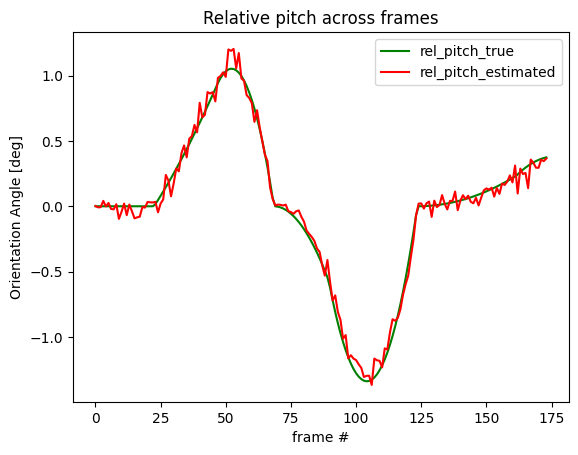 Relative pitch across frames
rel_pitch_true
rel_pitch_estimated
Orientation Angle [deg]
1.0
0.5
0.0
−0.5
−1.0
0 25 50 75 100 125 150 175
frame #